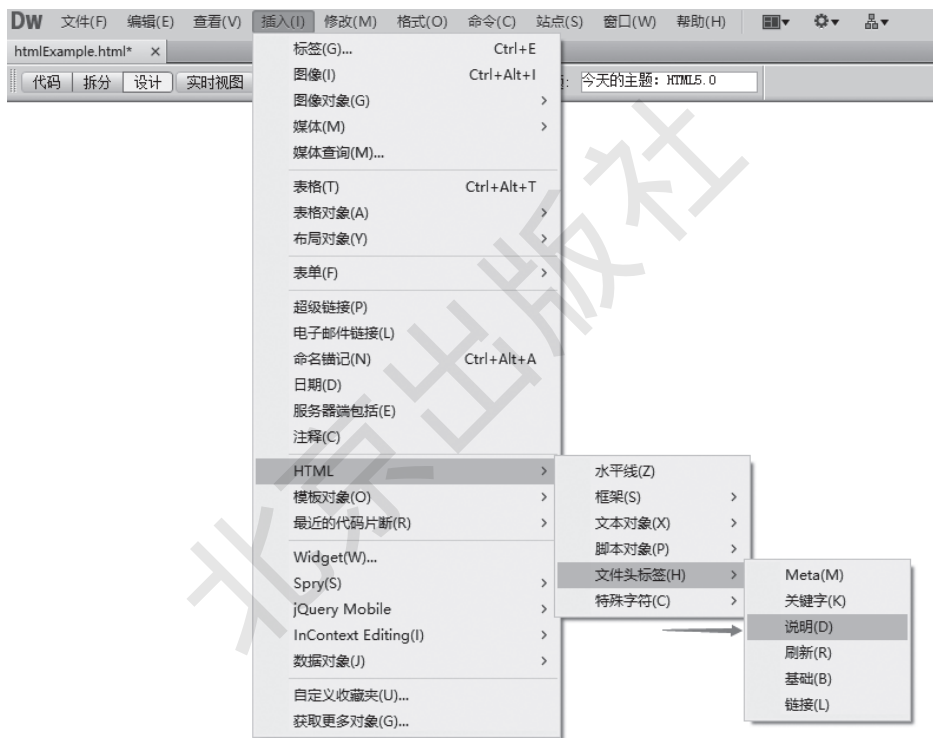 DW 文件(F) 编辑(E) 查看(V) 插入(I) 修改(M) 格式(O) 命令(C) 站点(S) 窗口(W) 帮助(H)
htmlExample.html* ×
代码 拆分 设计 实时视图 今天的主题: HTML5.0
标签(G)... Ctrl+E
图像(I) Ctrl+Alt+I
图像对象(G)
媒体(M)
媒体查询(M)...
表格(T) Ctrl+Alt+T
表格对象(A)
布局对象(Y)
表单(F)
超级链接(P)
电子邮件链接(L)
命名锚记(N) Ctrl+Alt+A
日期(D)
服务器端包括(E)
注释(C)
HTML
模板对象(O)
最近的代码片断(R)
Widget(W)...
Spry(S)
jQuery Mobile
InContext Editing(I)
数据对象(J)
自定义收藏夹(U)...
获取更多对象(G)...
水平线(Z)
框架(S)
文本对象(X)
脚本对象(P)
文件头标签(H)
特殊字符(C)
Meta(M)
关键字(K)
说明(D)
刷新(R)
基础(B)
链接(L)
北京出版社